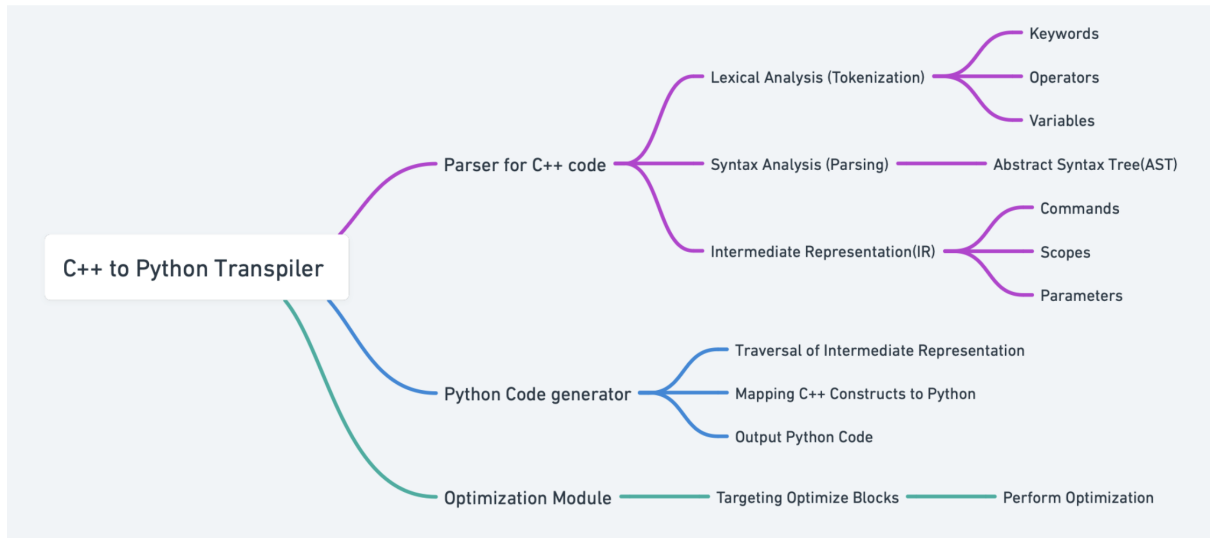 C++ to Python Transpiler
Parser for C++ code
Lexical Analysis (Tokenization)
Keywords
Operators
Variables
Syntax Analysis (Parsing)
Abstract Syntax Tree(AST)
Intermediate Representation(IR)
Commands
Scopes
Parameters
Python Code generator
Traversal of Intermediate Representation
Mapping C++ Constructs to Python
Output Python Code
Optimization Module
Targeting Optimize Blocks
Perform Optimization